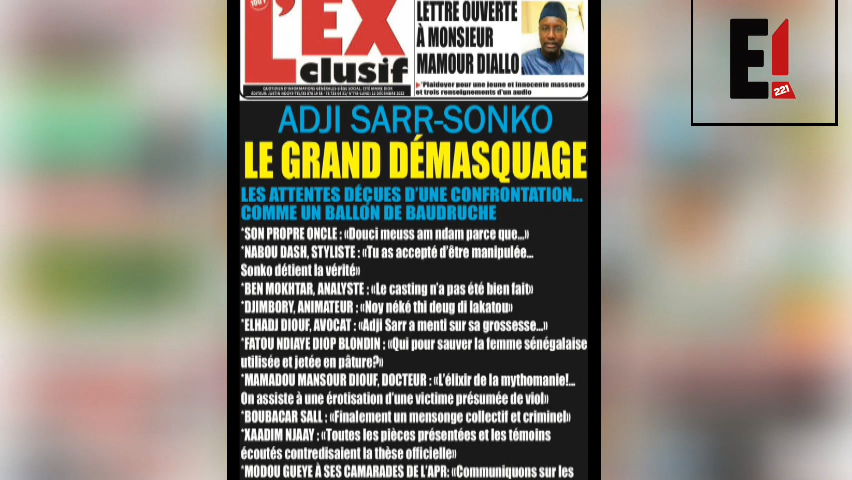 L'EX
clusif
LETTRE OUVERTE
À MONSIEUR
MAMOUR DIALLO
"Plaidoyer pour une jeune et innocente masseuse
et trois renseignements d'un audio
E1
221
ADJI SARR-SONKO
LE GRAND DÉMASQUAGE
LES ATTENTES DÉÇUES D'UNE CONFRONTATION...
COMME UN BALLON DE BAUDRUCHE
*SON PROPRE ONCLE : «Douci meuss am ndam parce que...»
*NABOU DASH, STYLISTE : «Tu as accepté d'être manipulée...
Sonko détient la vérité»
*BEN MOKHTAR, ANALYSTE : «Le casting n'a pas été bien fait»
*DJIMBORY, ANIMATEUR : «Noy néké thi deug di lakatou»
*ELHADJ DIOUF, AVOCAT : «Adji Sarr a menti sur sa grossesse...»
*FATOU NDIAYE DIOP BLONDIN : «Qui pour sauver la femme sénégalaise
utilisée et jetée en pâture?»
*MAMADOU MANSOUR DIOUF, DOCTEUR : «L'élixir de la mythomanie!...
On assiste à une érotisation d'une victime présumée de viol»
*BOUBACAR SALL : «Finalement un mensonge collectif et criminel»
*XAADIM NJAAY : «Toutes les pièces présentées et les témoins
écoutés contredisaient la thèse officielle»
*MODOU GUEYE À SES CAMARADES DE L'APR: «Communiquons sur les